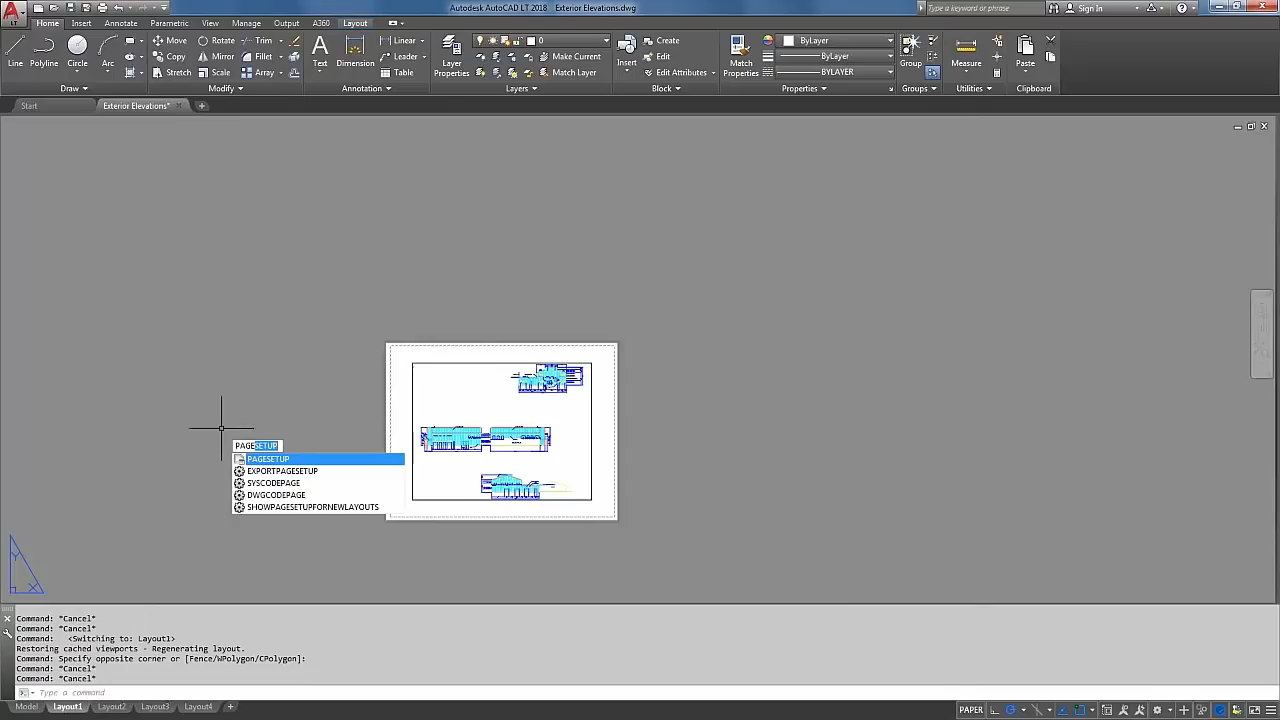 Autodesk AutoCAD LT 2018   Exterior Elevations.dwg
Type a keyword or phrase
Sign In
LT
Home Insert Annotate Parametric View Manage Output A360 Layout
Line Polyline Circle Arc
Move Rotate Trim
Copy Mirror Fillet
Stretch Scale Array
Text Dimension
Linear
Leader
Table
Layer Properties
0
Make Current
Match Layer
Insert
Create
Edit
Edit Attributes
Match Properties
ByLayer
ByLayer
BYLAYER
Group
Measure
Paste
Draw Modify Annotation Layers Block Properties Groups Utilities Clipboard
Start Exterior Elevations*
PAGESETUP
PAGESETUP
EXPORTPAGESETUP
SYSCODEPAGE
DWGCODEPAGE
SHOWPAGESETUPFORNEWLAYOUTS
Y
X
Command: *Cancel*
Command: *Cancel*
Command:   <Switching to: Layout1>
Restoring cached viewports - Regenerating layout.
Command: Specify opposite corner or [Fence/WPolygon/CPolygon]:
Command: *Cancel*
Command: *Cancel*
Type a command
Model Layout1 Layout2 Layout3 Layout4 +
PAPER